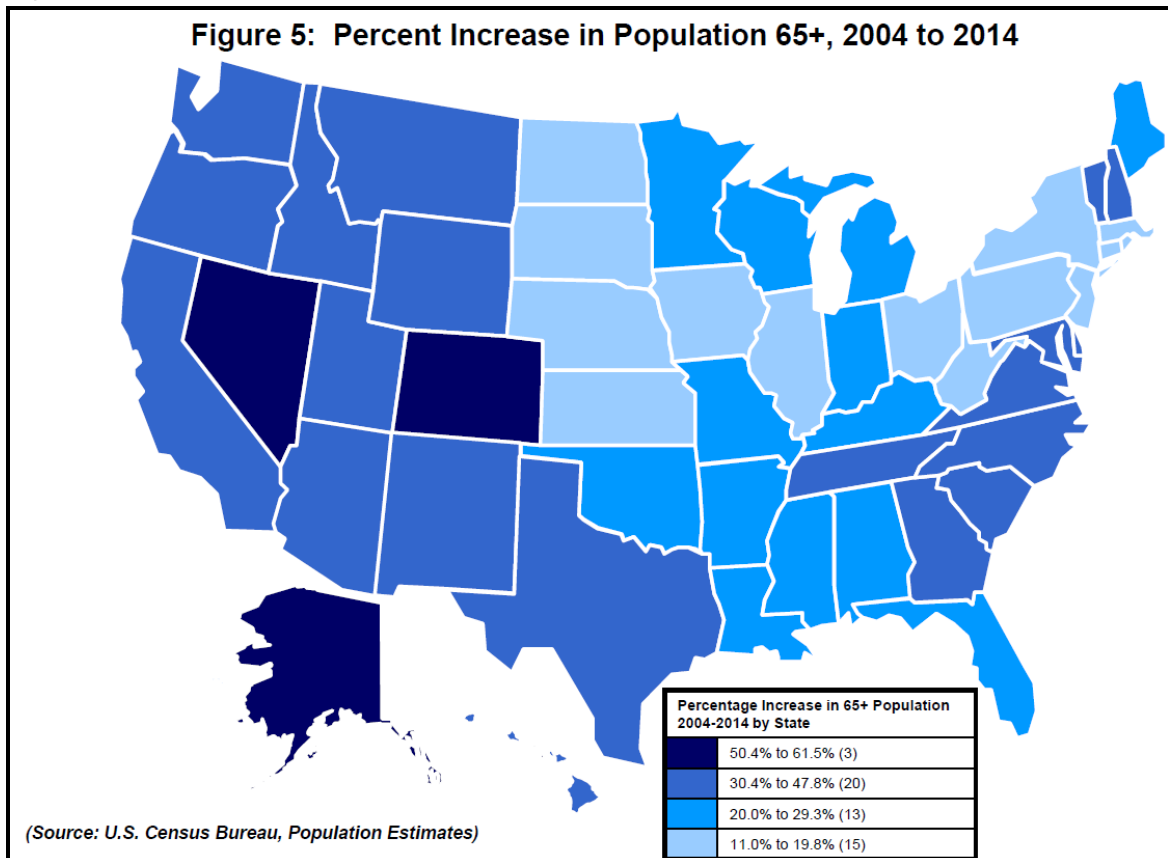 Figure 5: Percent Increase in Population 65+, 2004 to 2014
Percentage Increase in 65+ Population
2004-2014 by State
50.4% to 61.5% (3)
30.4% to 47.8% (20)
20.0% to 29.3% (13)
11.0% to 19.8% (15)
(Source: U.S. Census Bureau, Population Estimates)